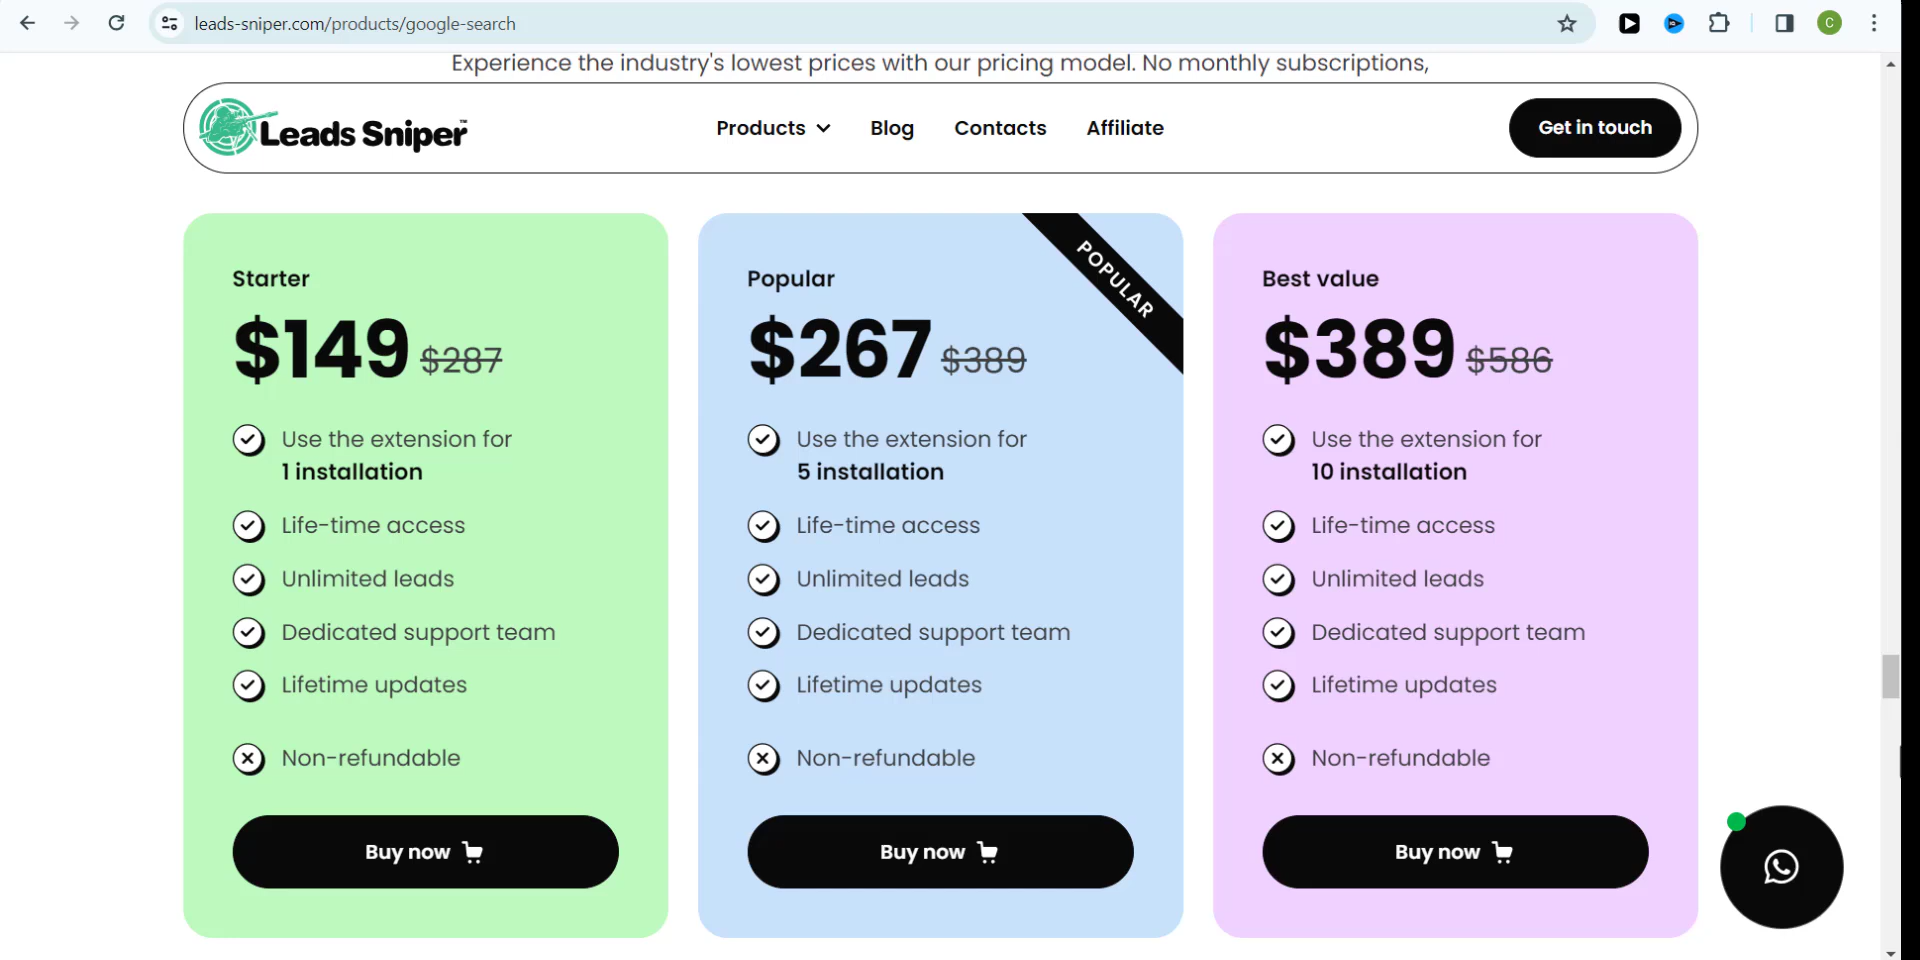 leads-sniper.com/products/google-search
C
Experience the industry's lowest prices with our pricing model. No monthly subscriptions,
Leads Sniper™
Products
Blog
Contacts
Affiliate
Get in touch
Starter
$149 $287
Use the extension for
1 installation
Life-time access
Unlimited leads
Dedicated support team
Lifetime updates
Non-refundable
Buy now
POPULAR
Popular
$267 $389
Use the extension for
5 installation
Life-time access
Unlimited leads
Dedicated support team
Lifetime updates
Non-refundable
Buy now
Best value
$389 $586
Use the extension for
10 installation
Life-time access
Unlimited leads
Dedicated support team
Lifetime updates
Non-refundable
Buy now